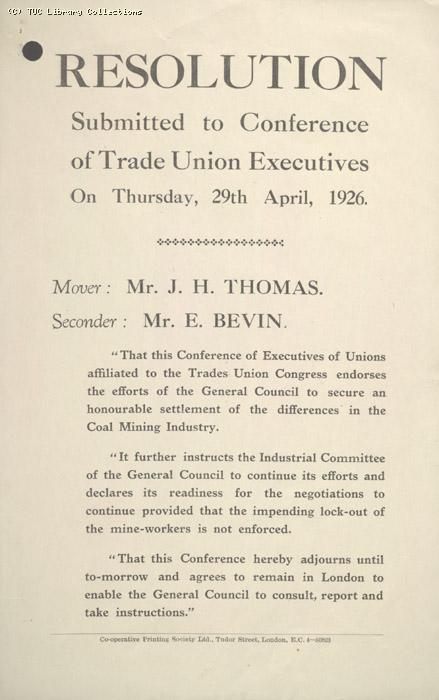 (C) TUC Library Collections
RESOLUTION
Submitted to Conference
of Trade Union Executives
On Thursday, 29th April, 1926.
Mover : Mr. J. H. THOMAS.
Seconder : Mr. E. BEVIN.
"That this Conference of Executives of Unions
affiliated to the Trades Union Congress endorses
the efforts of the General Council to secure an
honourable settlement of the differences in the
Coal Mining Industry.
"It further instructs the Industrial Committee
of the General Council to continue its efforts and
declares its readiness for the negotiations to
continue provided that the impending lock-out of
the mine-workers is not enforced.
"That this Conference hereby adjourns until
to-morrow and agrees to remain in London to
enable the General Council to consult, report and
take instructions."
Co-operative Printing Society Ltd., Tudor Street, London, E.C. 4—60803